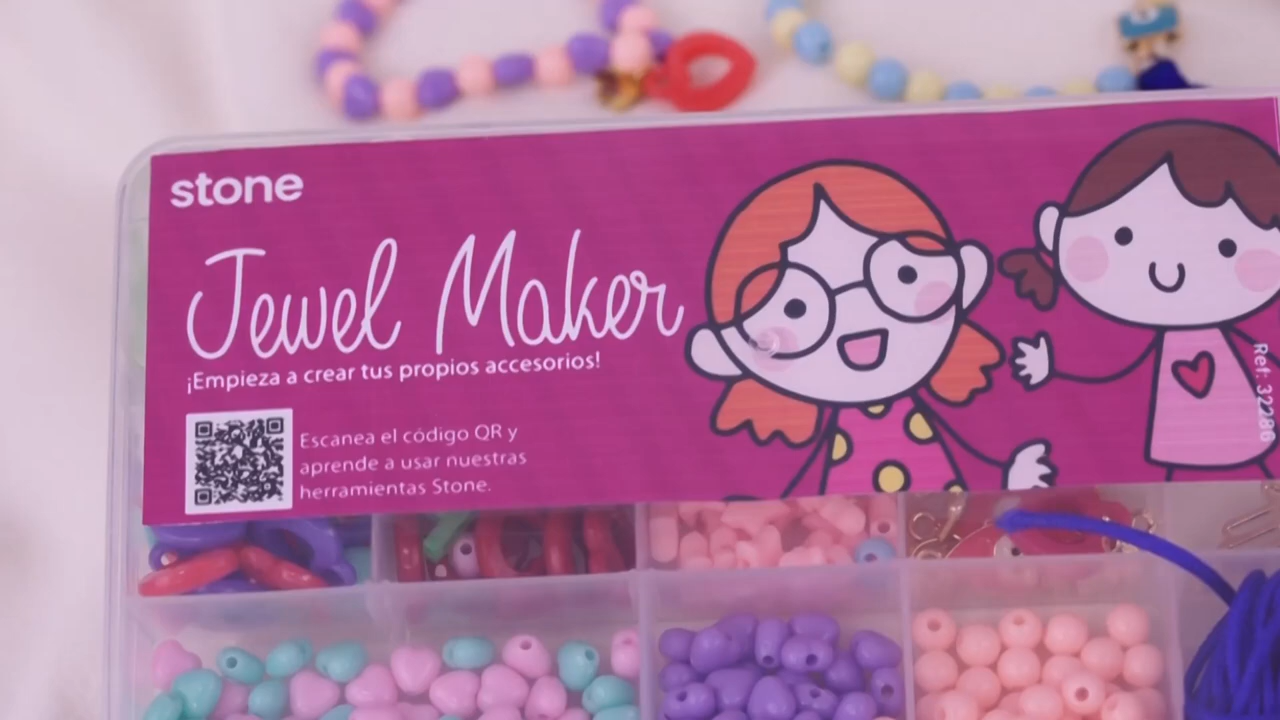 stone
Jewel Maker
¡Empieza a crear tus propios accesorios!
Escanea el código QR y
aprende a usar nuestras
herramientas Stone.
Ref: 32286